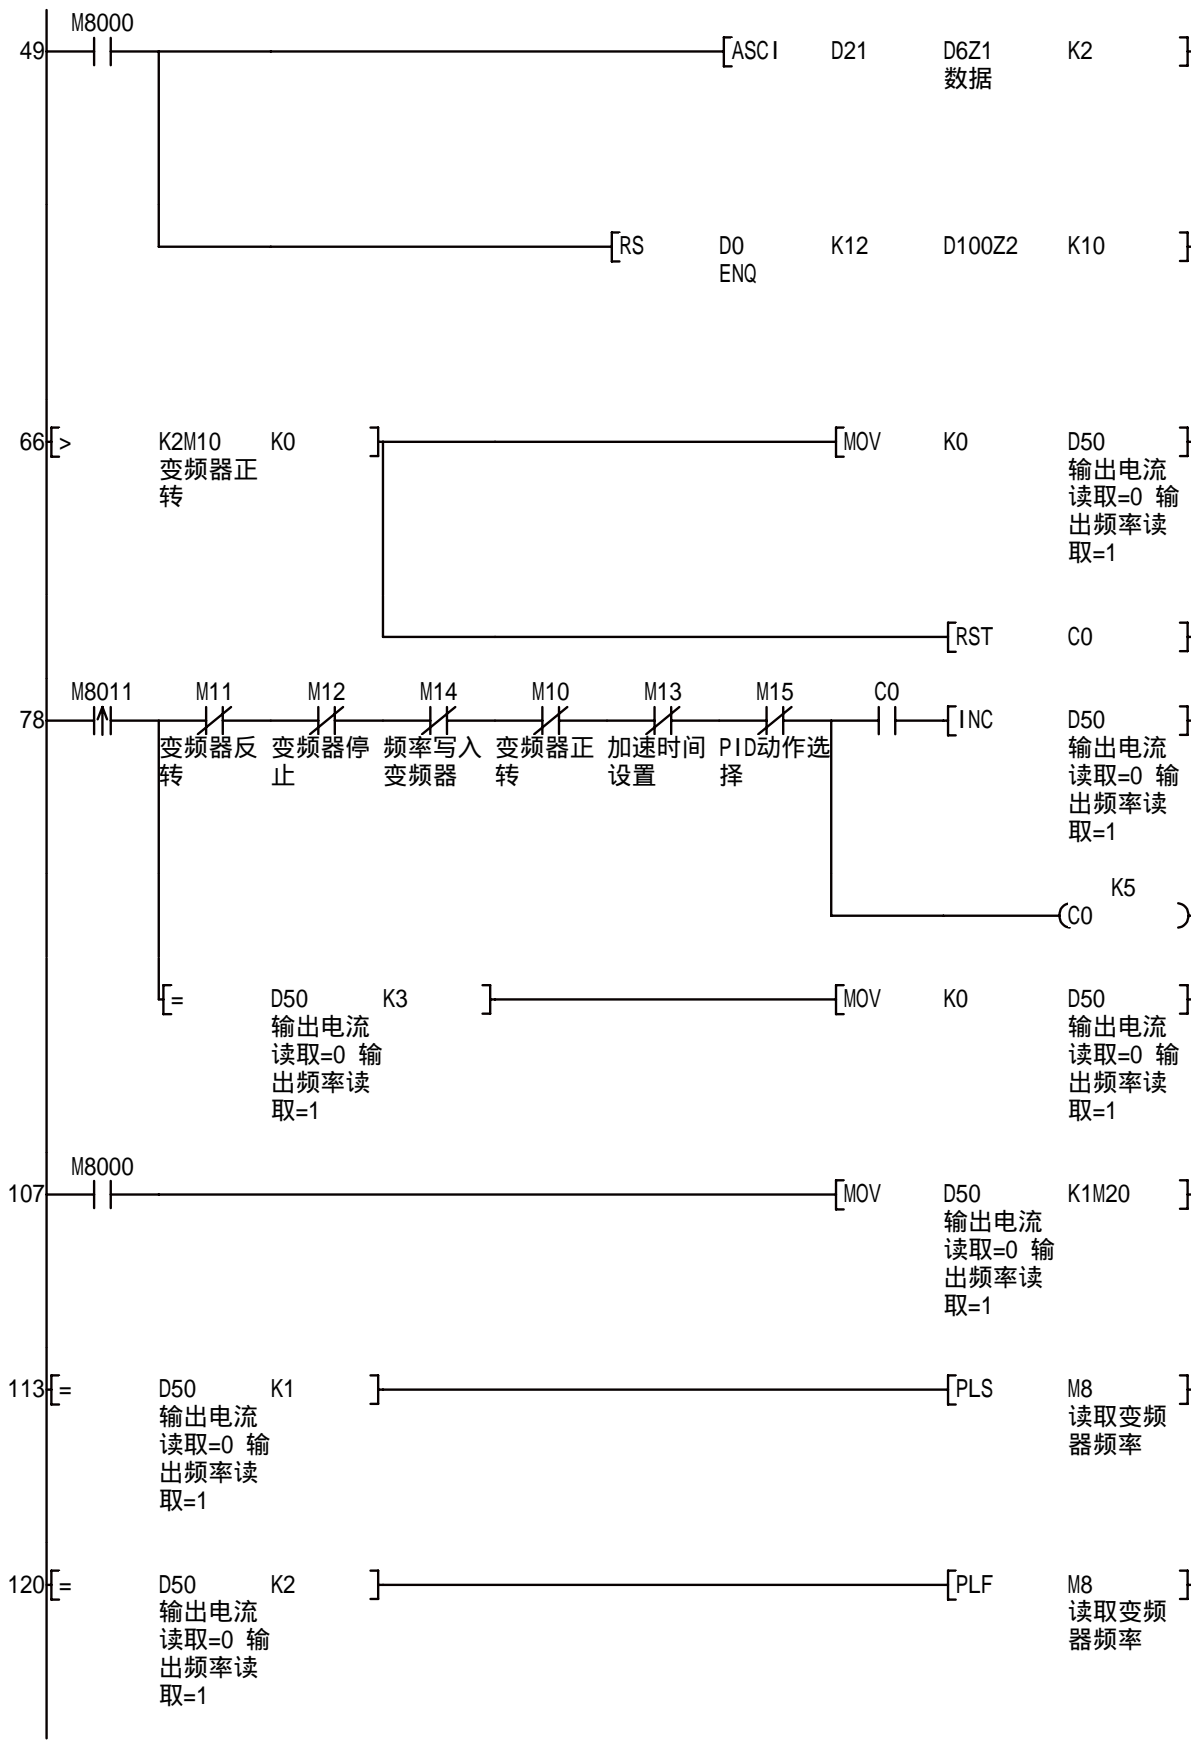 M8000
49 ASCI D21 D6Z1 K2
数据
RS D0 K12 D100Z2 K10
ENQ
66 > K2M10 K0 MOV K0 D50
变频器正 输出电流
转 读取=0 输
出频率读
取=1
RST C0
M8011 M11 M12 M14 M10 M13 M15 C0
78 INC D50
变频器反 变频器停 频率写入 变频器正 加速时间 PID动作选 输出电流
转 止 变频器 转 设置 择 读取=0 输
出频率读
取=1
K5
C0
= D50 K3 MOV K0 D50
输出电流 输出电流
读取=0 输 读取=0 输
出频率读 出频率读
取=1 取=1
M8000
107 MOV D50 K1M20
输出电流
读取=0 输
出频率读
取=1
113 = D50 K1 PLS M8
输出电流 读取变频
读取=0 输 器频率
出频率读
取=1
120 = D50 K2 PLF M8
输出电流 读取变频
读取=0 输 器频率
出频率读
取=1